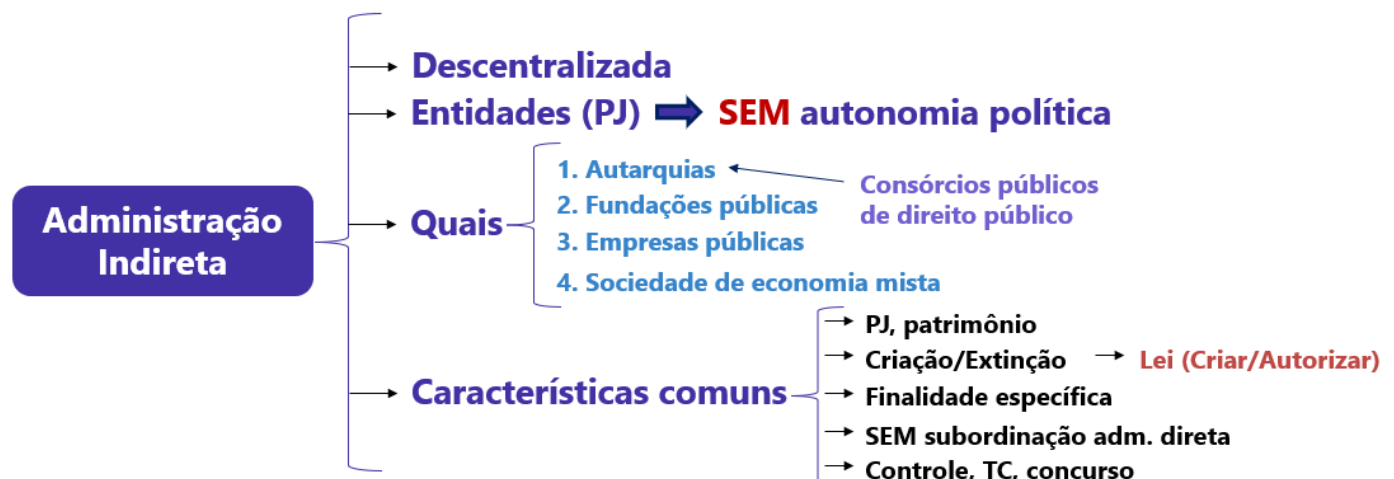 Administração
Indireta
Descentralizada
Entidades (PJ) SEM autonomia política
Quais
1. Autarquias
2. Fundações públicas
3. Empresas públicas
4. Sociedade de economia mista
Consórcios públicos
de direito público
Características comuns
PJ, patrimônio
Criação/Extinção Lei (Criar/Autorizar)
Finalidade específica
SEM subordinação adm. direta
Controle, TC, concurso